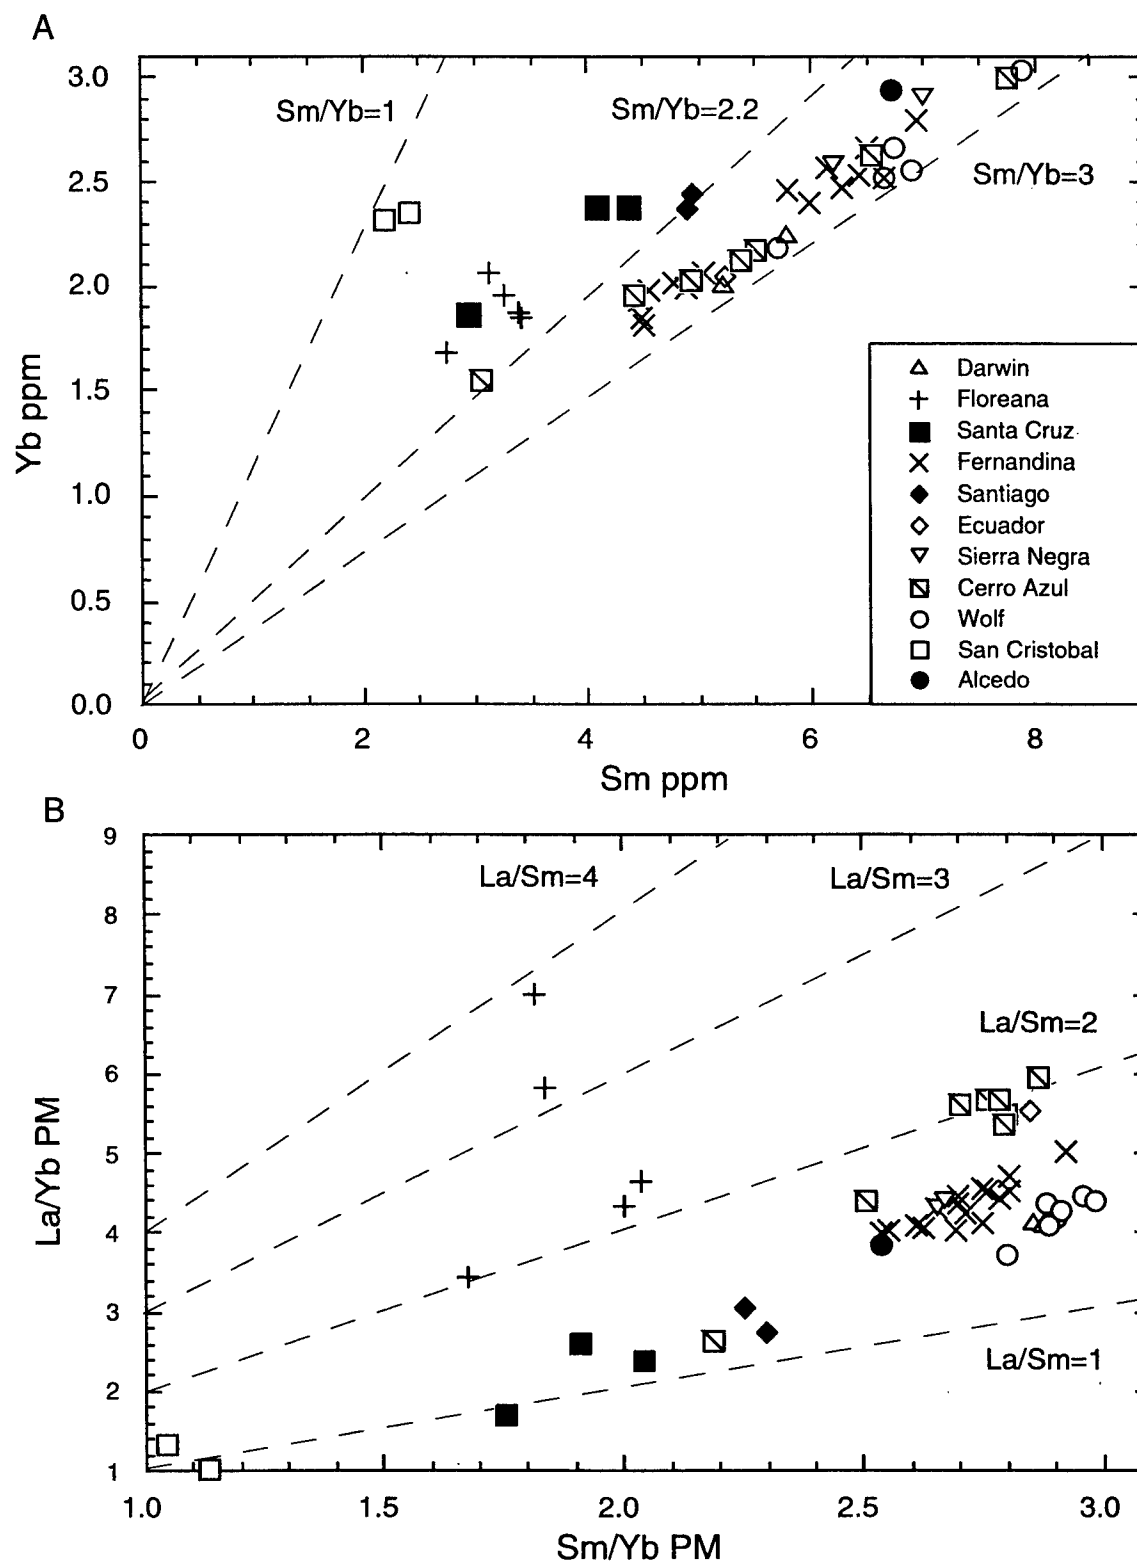 A
3.0
2.5
2.0
1.5
1.0
0.5
0.0
Yb ppm
Sm/Yb=1
Sm/Yb=2.2
Sm/Yb=3
Darwin
Floreana
Santa Cruz
Fernandina
Santiago
Ecuador
Sierra Negra
Cerro Azul
Wolf
San Cristobal
Alcedo
0 2 4 6 8
Sm ppm
B
9
8
7
6
5
4
3
2
1
La/Yb PM
La/Sm=4
La/Sm=3
La/Sm=2
La/Sm=1
1.0 1.5 2.0 2.5 3.0
Sm/Yb PM